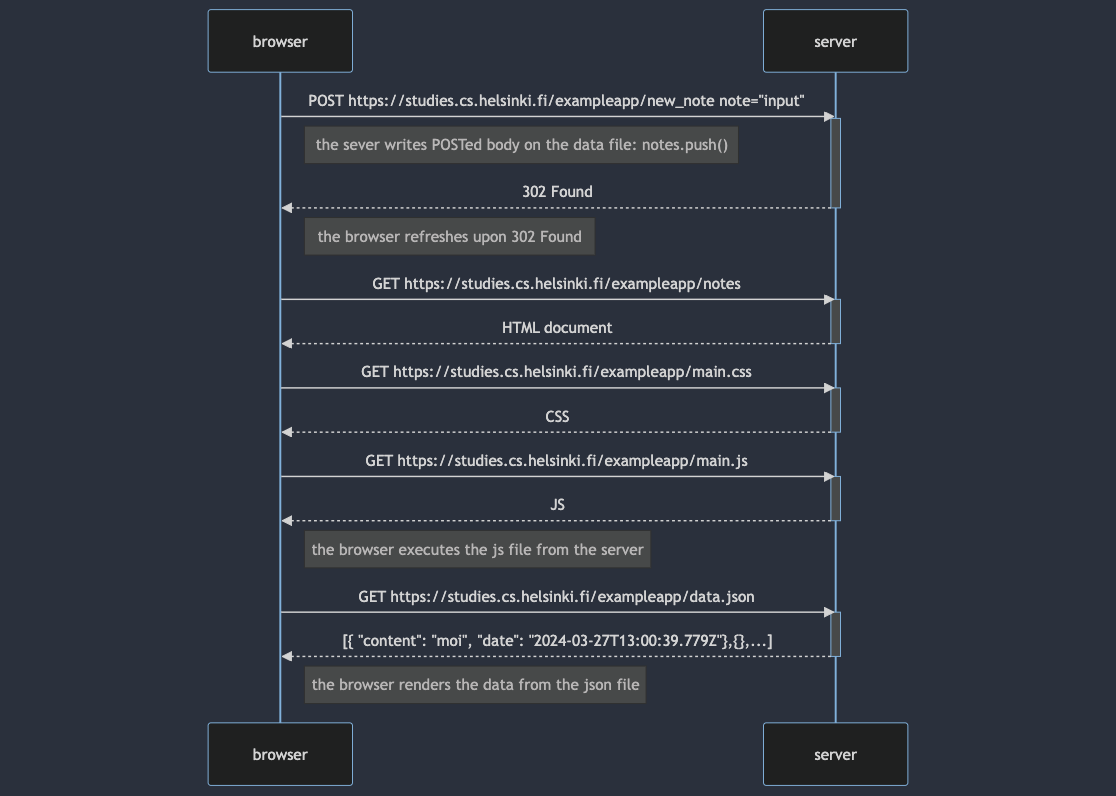 browser server
POST https://studies.cs.helsinki.fi/exampleapp/new_note note="input"
the sever writes POSTed body on the data file: notes.push()
302 Found
the browser refreshes upon 302 Found
GET https://studies.cs.helsinki.fi/exampleapp/notes
HTML document
GET https://studies.cs.helsinki.fi/exampleapp/main.css
CSS
GET https://studies.cs.helsinki.fi/exampleapp/main.js
JS
the browser executes the js file from the server
GET https://studies.cs.helsinki.fi/exampleapp/data.json
[{ "content": "moi", "date": "2024-03-27T13:00:39.779Z"},{},...]
the browser renders the data from the json file
browser server